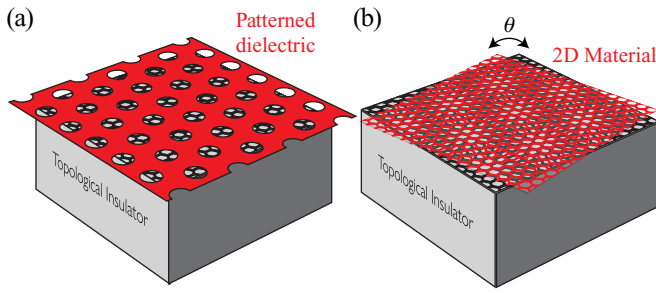 (a)
Patterned
dielectric
Topological Insulator
(b)
θ
2D Material
Topological Insulator